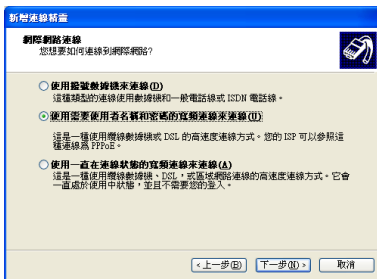 新增連線精靈
網際網路連線
您想要如何連線到網際網路?
使用撥號數據機來連線(D)
這種類型的連線使用數據機和一般電話線或 ISDN 電話線。
使用需要使用者名稱和密碼的寬頻連線來連線(U)
這是一種使用纜線數據機或 DSL 的高速度連線方式。您的 ISP 可以參照這
種連線為 PPPoE。
使用一直在連線狀態的寬頻連線來連線(A)
這是一種使用纜線數據機、DSL,或區域網路連線的高速度連線方式。它會
一直處於使用中狀態,並且不需要您的登入。
<上一步(B) 下一步(N)> 取消